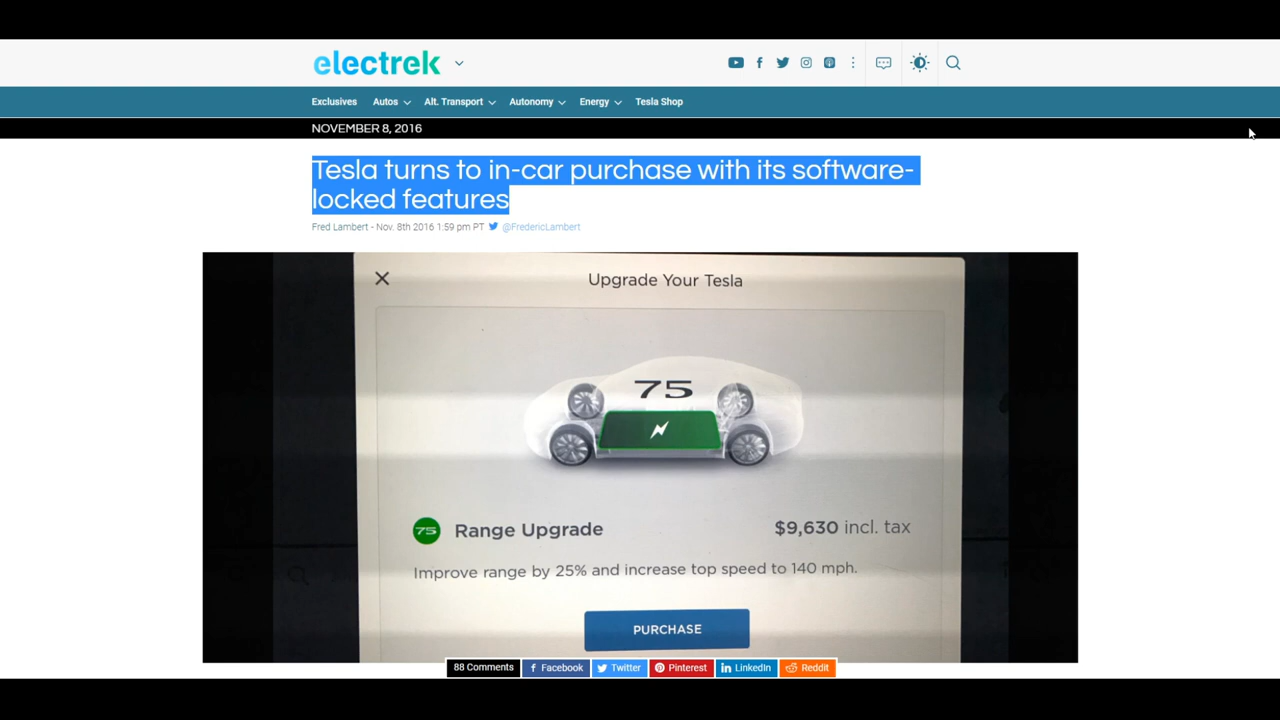 electrek
Exclusives Autos Alt. Transport Autonomy Energy Tesla Shop
NOVEMBER 8, 2016
Tesla turns to in-car purchase with its software-
locked features
Fred Lambert - Nov. 8th 2016 1:59 pm PT @FredericLambert
Upgrade Your Tesla
75
75 Range Upgrade $9,630 incl. tax
Improve range by 25% and increase top speed to 140 mph.
PURCHASE
88 Comments Facebook Twitter Pinterest LinkedIn Reddit